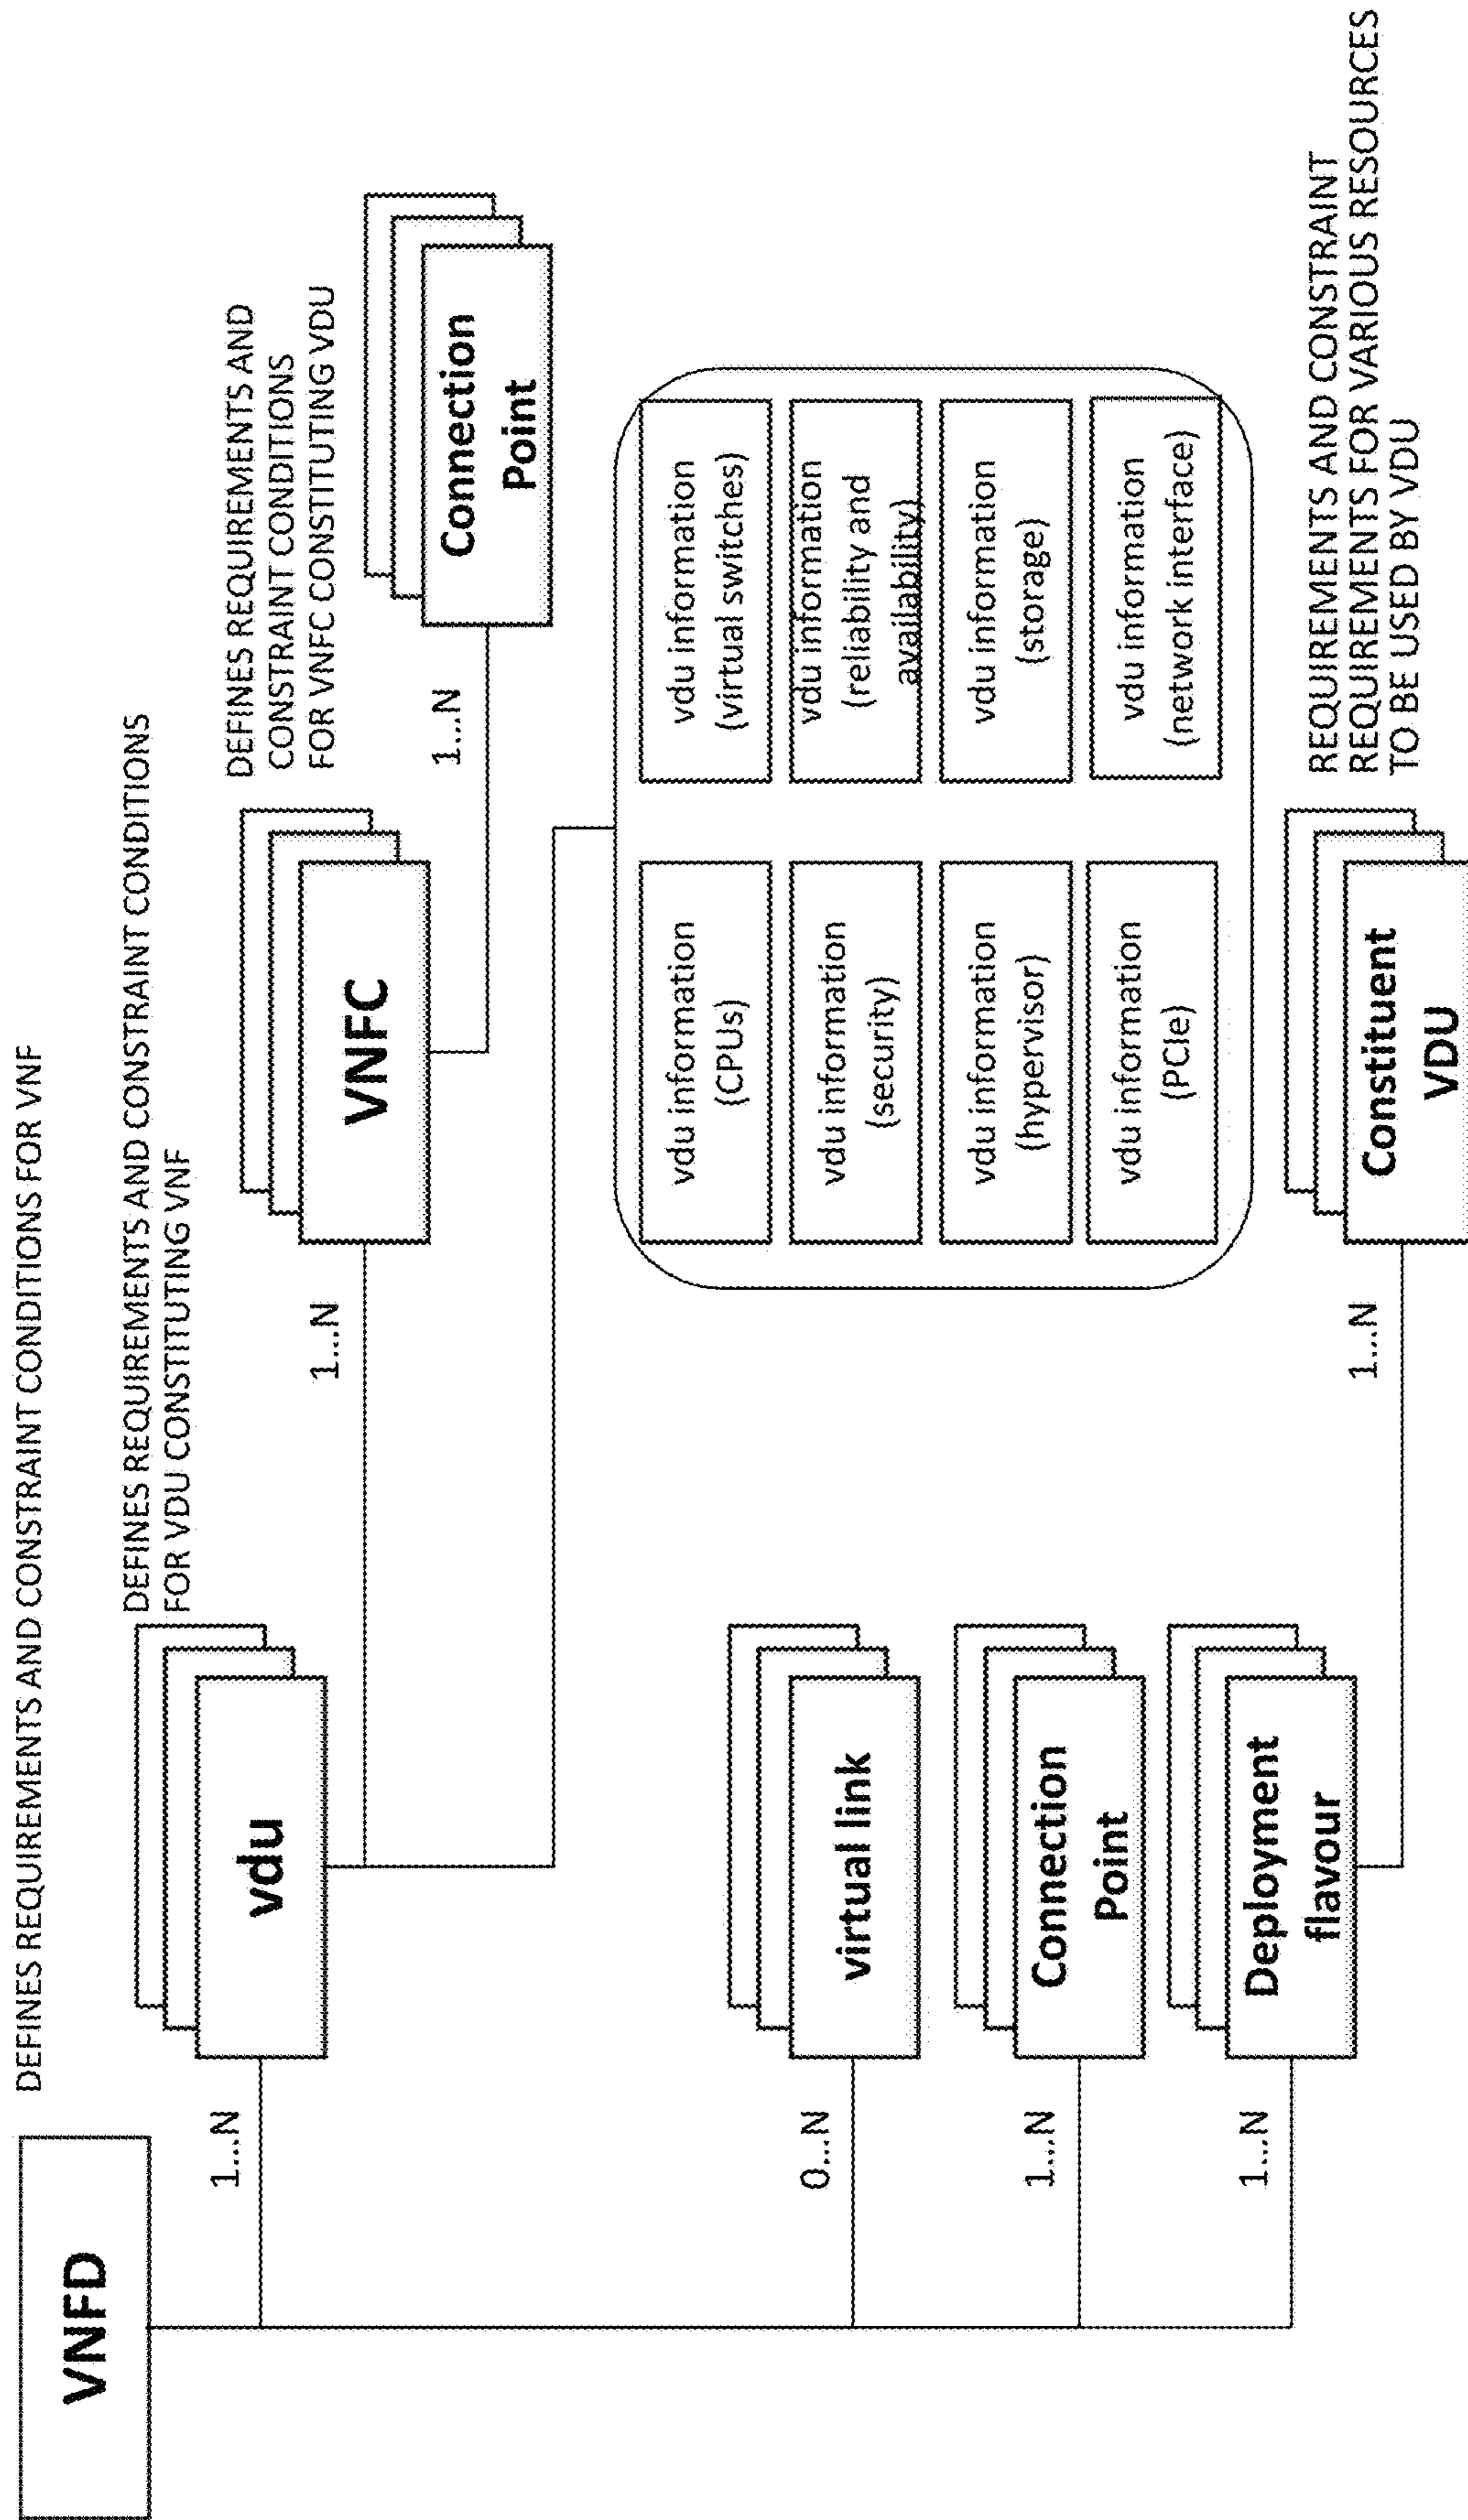 VNFD
DEFINES REQUIREMENTS AND CONSTRAINT CONDITIONS FOR VNF
1...N
vdu
DEFINES REQUIREMENTS AND CONSTRAINT CONDITIONS
FOR VDU CONSTITUTING VNF
1...N
VNFC
DEFINES REQUIREMENTS AND
CONSTRAINT CONDITIONS
FOR VNFC CONSTITUTING VDU
1...N
Connection
Point
vdu information
(CPUs)
vdu information
(virtual switches)
vdu information
(security)
vdu information
(reliability and
availability)
vdu information
(hypervisor)
vdu information
(storage)
vdu information
(PCIe)
vdu information
(network interface)
0...N
virtual link
1...N
Connection
Point
1...N
Deployment
flavour
1...N
Constituent
VDU
REQUIREMENTS AND CONSTRAINT
REQUIREMENTS FOR VARIOUS RESOURCES
TO BE USED BY VDU